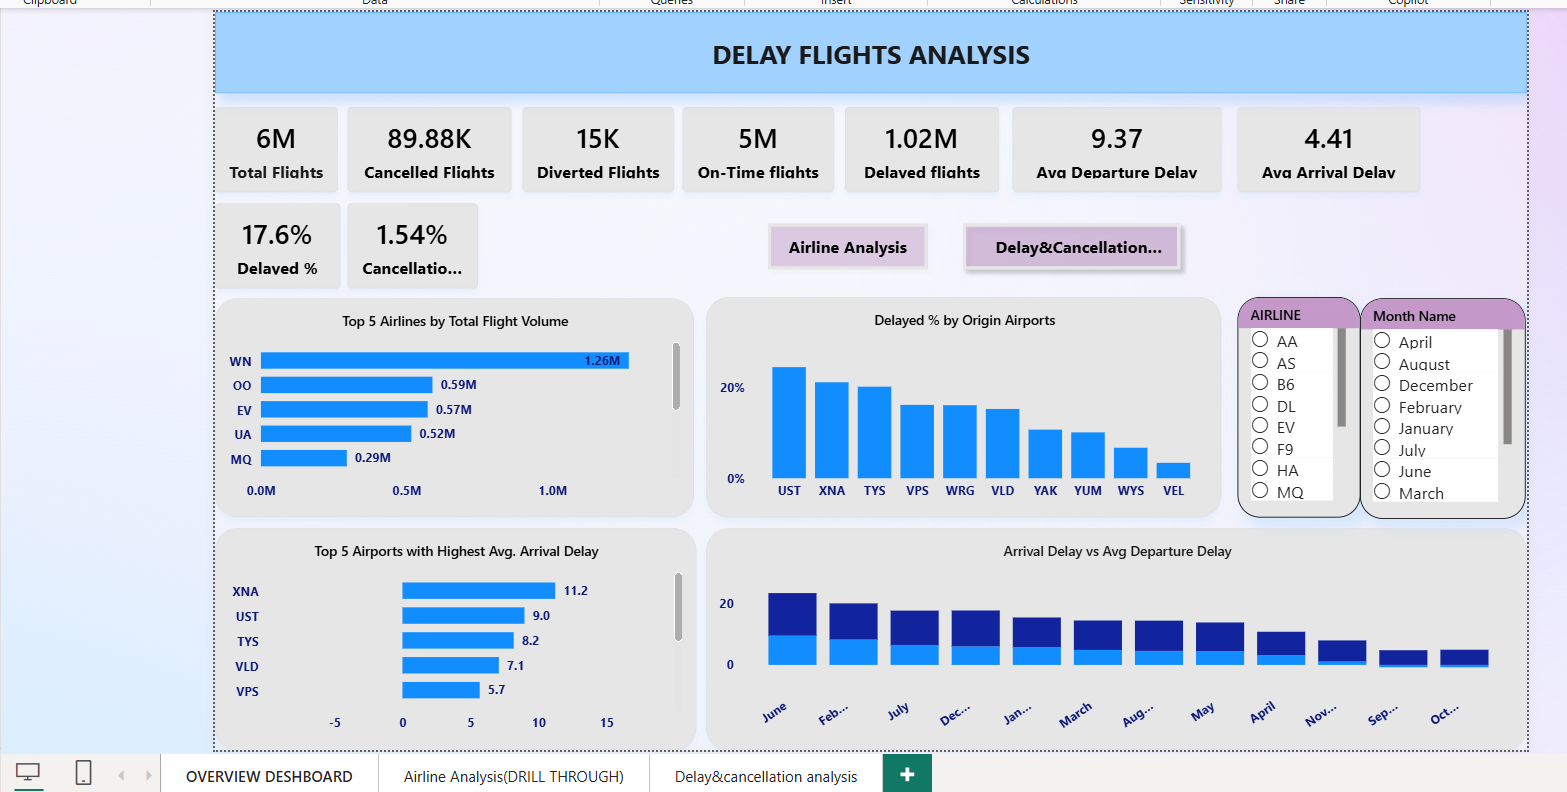 Clipboard Data Queries Insert Calculations Sensitivity Share Copilot
DELAY FLIGHTS ANALYSIS
6M
Total Flights
89.88K
Cancelled Flights
15K
Diverted Flights
5M
On-Time flights
1.02M
Delayed flights
9.37
Avg Departure Delay
4.41
Avg Arrival Delay
17.6%
Delayed %
1.54%
Cancellatio...
Airline Analysis
Delay&Cancellation...
Top 5 Airlines by Total Flight Volume
WN 1.26M
OO 0.59M
EV 0.57M
UA 0.52M
MQ 0.29M
0.0M 0.5M 1.0M
Delayed % by Origin Airports
20%
0%
UST XNA TYS VPS WRG VLD YAK YUM WYS VEL
AIRLINE
AA
AS
B6
DL
EV
F9
HA
MQ
Month Name
April
August
December
February
January
July
June
March
Top 5 Airports with Highest Avg. Arrival Delay
XNA 11.2
UST 9.0
TYS 8.2
VLD 7.1
VPS 5.7
-5 0 5 10 15
Arrival Delay vs Avg Departure Delay
20
0
June Feb... July Dec... Jan... March Aug... May April Nov... Sep... Oct...
OVERVIEW DESHBOARD Airline Analysis(DRILL THROUGH) Delay&cancellation analysis +